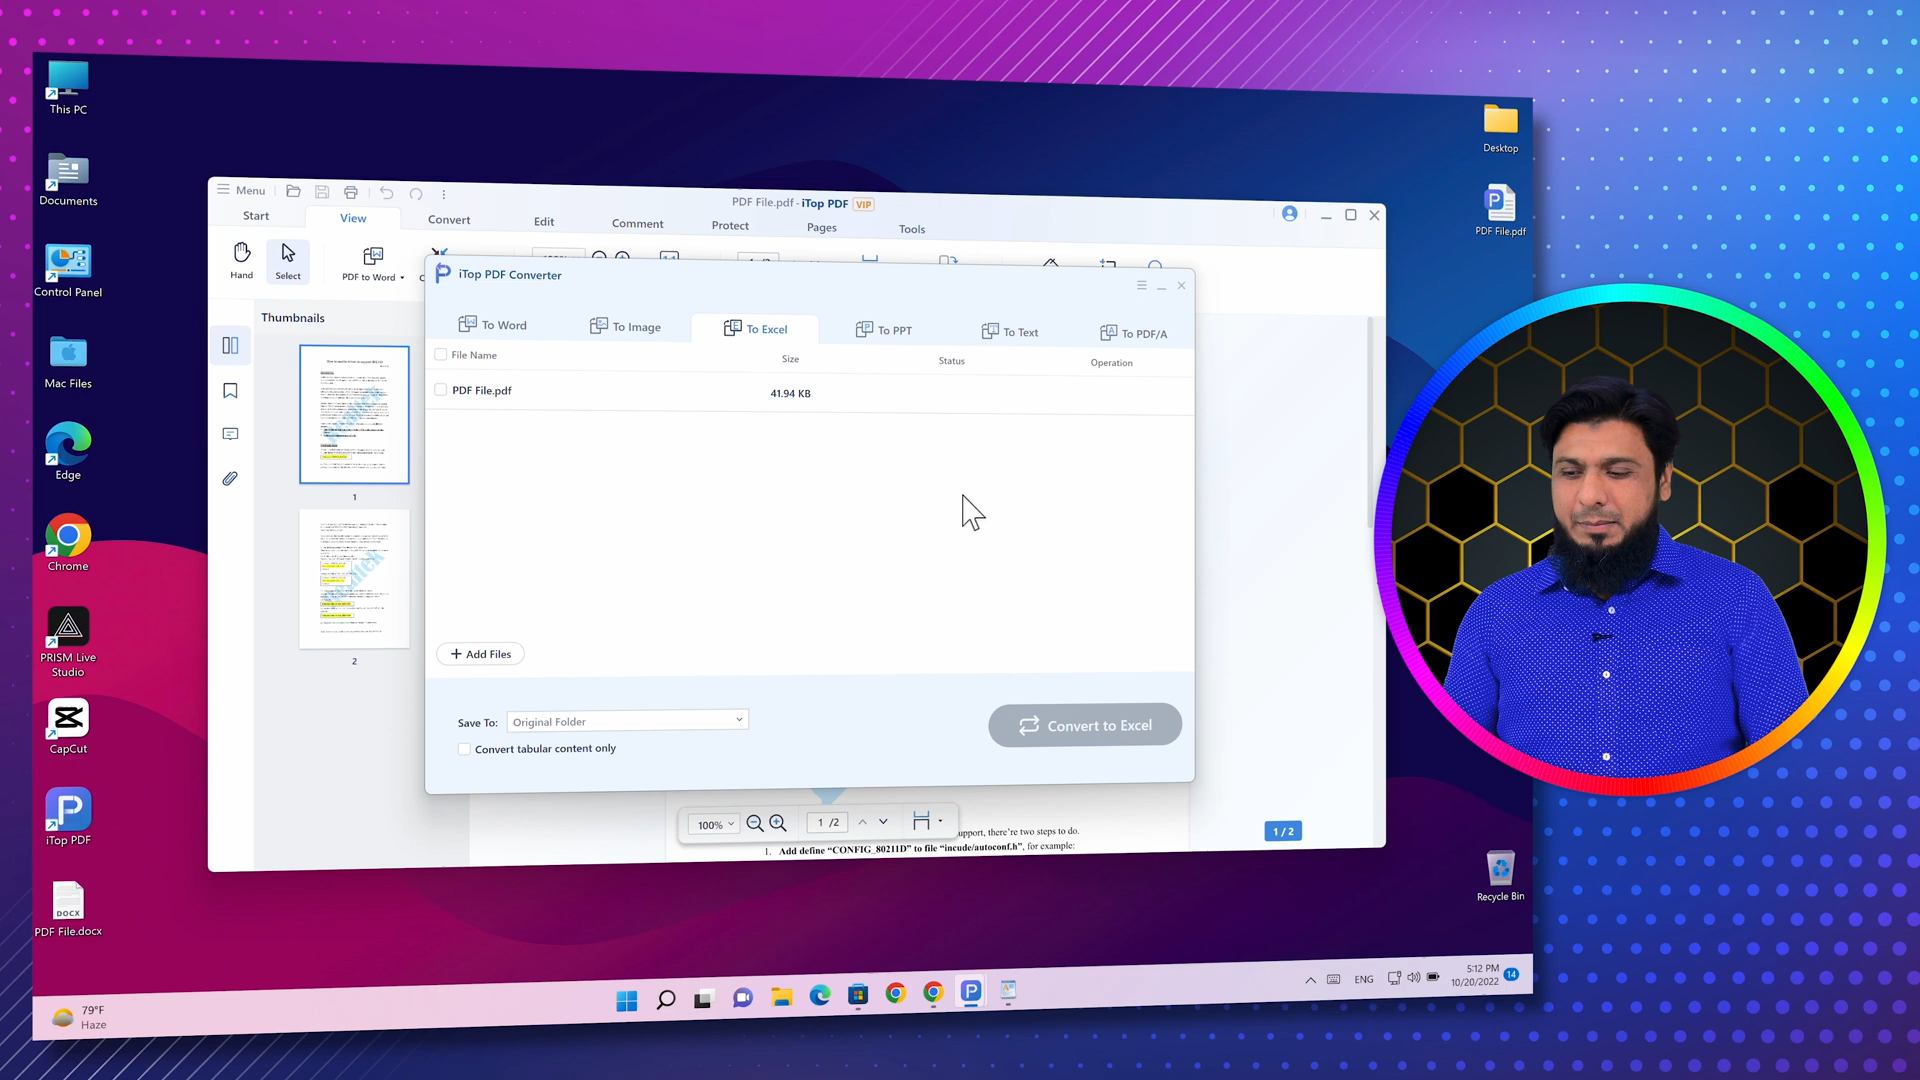 This PC
Documents
Control Panel
Mac Files
Edge
Chrome
PRISM Live
Studio
CapCut
iTop PDF
DOCX
PDF File.docx
Desktop
PDF File.pdf
Recycle Bin
Menu
PDF File.pdf - iTop PDF VIP
Start
View
Convert
Edit
Comment
Protect
Pages
Tools
Hand
Select
PDF to Word
Thumbnails
1
2
iTop PDF Converter
To Word
To Image
To Excel
To PPT
To Text
To PDF/A
File Name
Size
Status
Operation
PDF File.pdf
41.94 KB
+ Add Files
Save To:
Original Folder
Convert tabular content only
Convert to Excel
100%
1 /2
upport, there're two steps to do.
1. Add define "CONFIG_80211D" to file "incude/autoconf.h", for example:
1 / 2
79°F
Haze
ENG
5:12 PM
10/20/2022
14